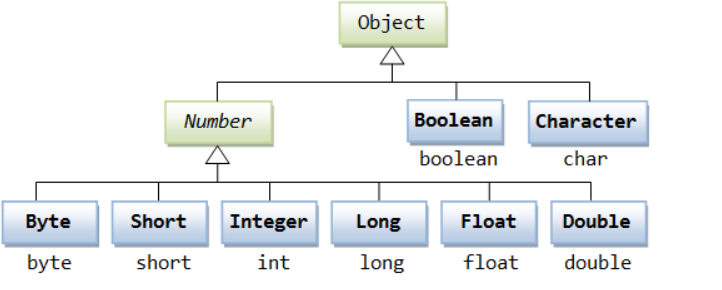 Object
Number Boolean Character
boolean char
Byte Short Integer Long Float Double
byte short int long float double